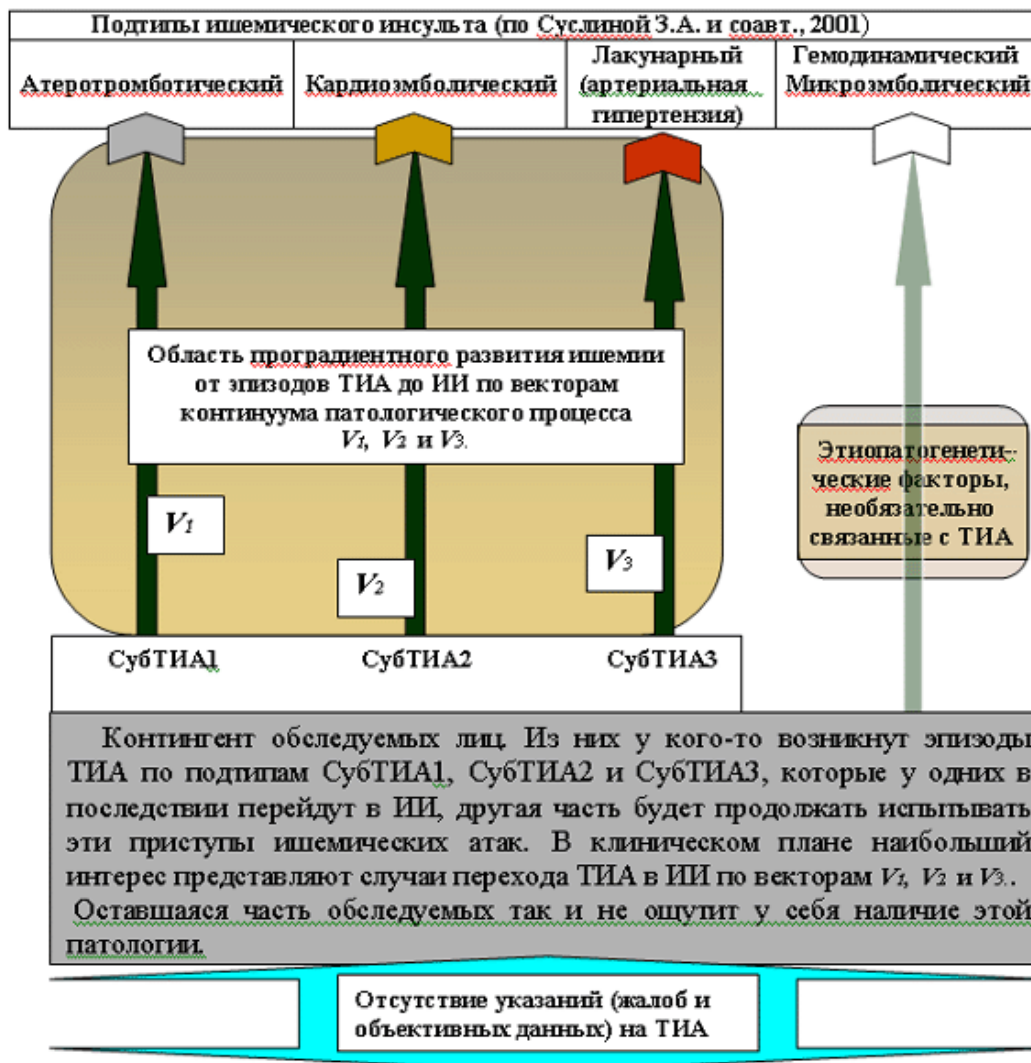 Подтипы ишемического инсульта (по Суслиной З.А. и соавт., 2001)
Атеротромботический
Кардиоэмболический
Лакунарный
(артериальная
гипертензия)
Гемодинамический
Микроэмболический
Область проградиентного развития ишемии
от эпизодов ТИА до ИИ по векторам
континуума патологического процесса
V1, V2 и V3.
Этиопатогенети-
ческие факторы,
необязательно
связанные с ТИА
V1
V2
V3
СубТИА1
СубТИА2
СубТИА3
Контингент обследуемых лиц. Из них у кого-то возникнут эпизоды
ТИА по подтипам СубТИА1, СубТИА2 и СубТИА3, которые у одних в
последствии перейдут в ИИ, другая часть будет продолжать испытывать
эти приступы ишемических атак. В клиническом плане наибольший
интерес представляют случаи перехода ТИА в ИИ по векторам V1, V2 и V3..
Оставшаяся часть обследуемых так и не ощутит у себя наличие этой
патологии.
Отсутствие указаний (жалоб и
объективных данных) на ТИА